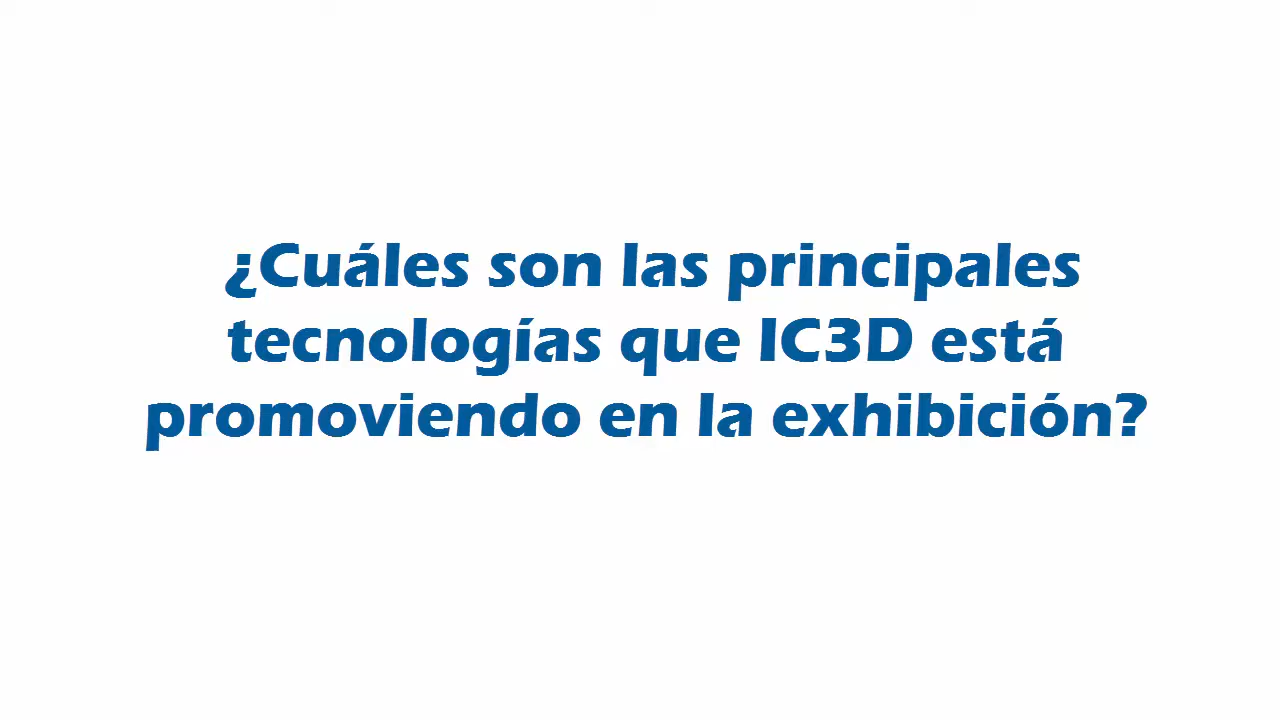 ¿Cuáles son las principales
tecnologías que IC3D está
promoviendo en la exhibición?